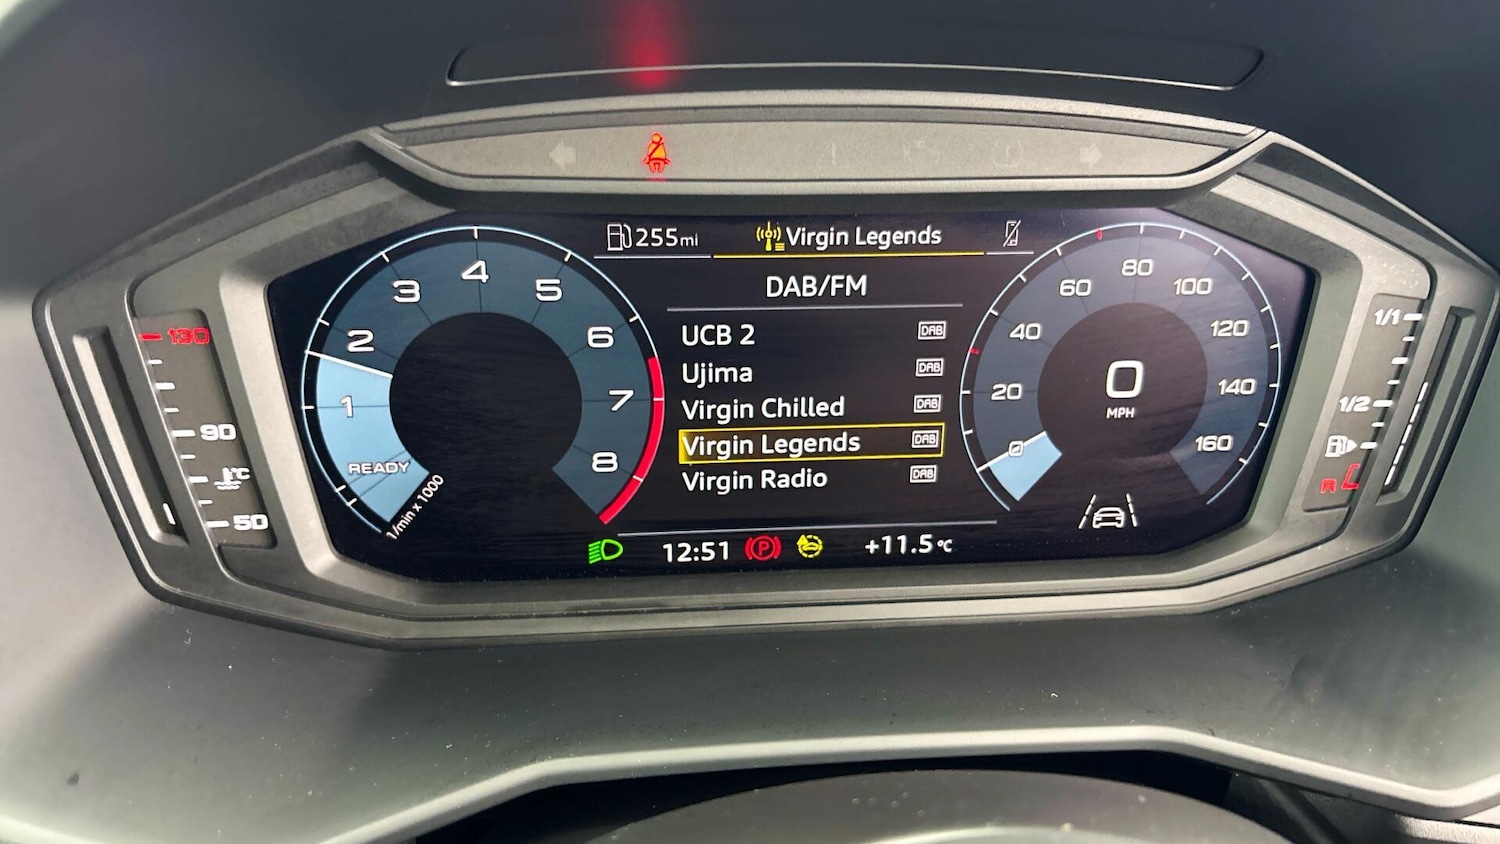 255mi
Virgin Legends
DAB/FM
UCB 2 DAB
Ujima DAB
Virgin Chilled DAB
Virgin Legends DAB
Virgin Radio DAB
12:51
P
+11.5°C
1
2
3
4
5
6
7
8
READY
1/min x 1000
0
20
40
60
80
100
120
140
160
0
MPH
130
90
°C
50
1/1
1/2
R